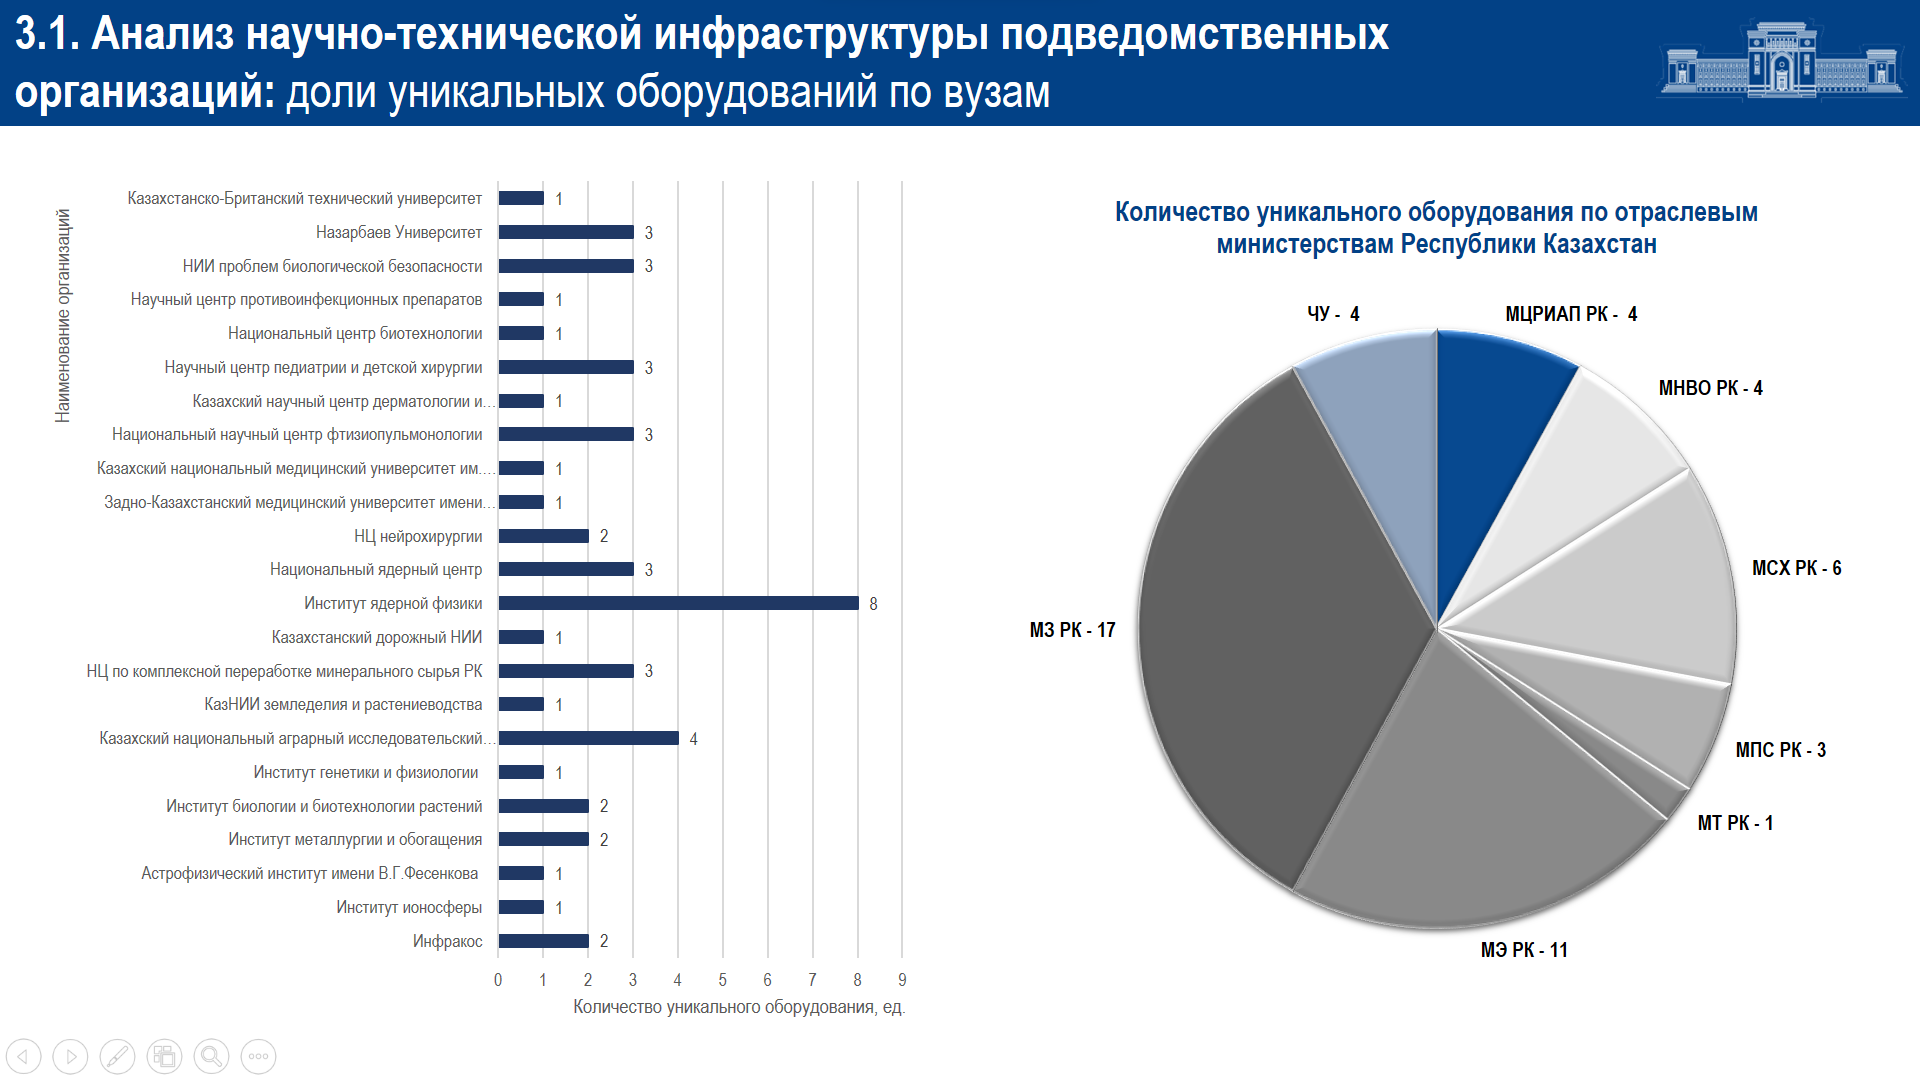 3.1. Анализ научно-технической инфраструктуры подведомственных
организаций: доли уникальных оборудований по вузам
Наименование организаций
Казахстанско-Британский технический университет 1
Назарбаев Университет 3
НИИ проблем биологической безопасности 3
Научный центр противоинфекционных препаратов 1
Национальный центр биотехнологии 1
Научный центр педиатрии и детской хирургии 3
Казахский научный центр дерматологии и... 1
Национальный научный центр фтизиопульмонологии 3
Казахский национальный медицинский университет им.... 1
Задно-Казахстанский медицинский университет имени... 1
НЦ нейрохирургии 2
Национальный ядерный центр 3
Институт ядерной физики 8
Казахстанский дорожный НИИ 1
НЦ по комплексной переработке минерального сырья РК 3
КазНИИ земледелия и растениеводства 1
Казахский национальный аграрный исследовательский... 4
Институт генетики и физиологии 1
Институт биологии и биотехнологии растений 2
Институт металлургии и обогащения 2
Астрофизический институт имени В.Г.Фесенкова 1
Институт ионосферы 1
Инфракос 2
0 1 2 3 4 5 6 7 8 9
Количество уникального оборудования, ед.
Количество уникального оборудования по отраслевым
министерствам Республики Казахстан
ЧУ - 4
МЦРИАП РК - 4
МНВО РК - 4
МСХ РК - 6
МЗ РК - 17
МПС РК - 3
МТ РК - 1
МЭ РК - 11